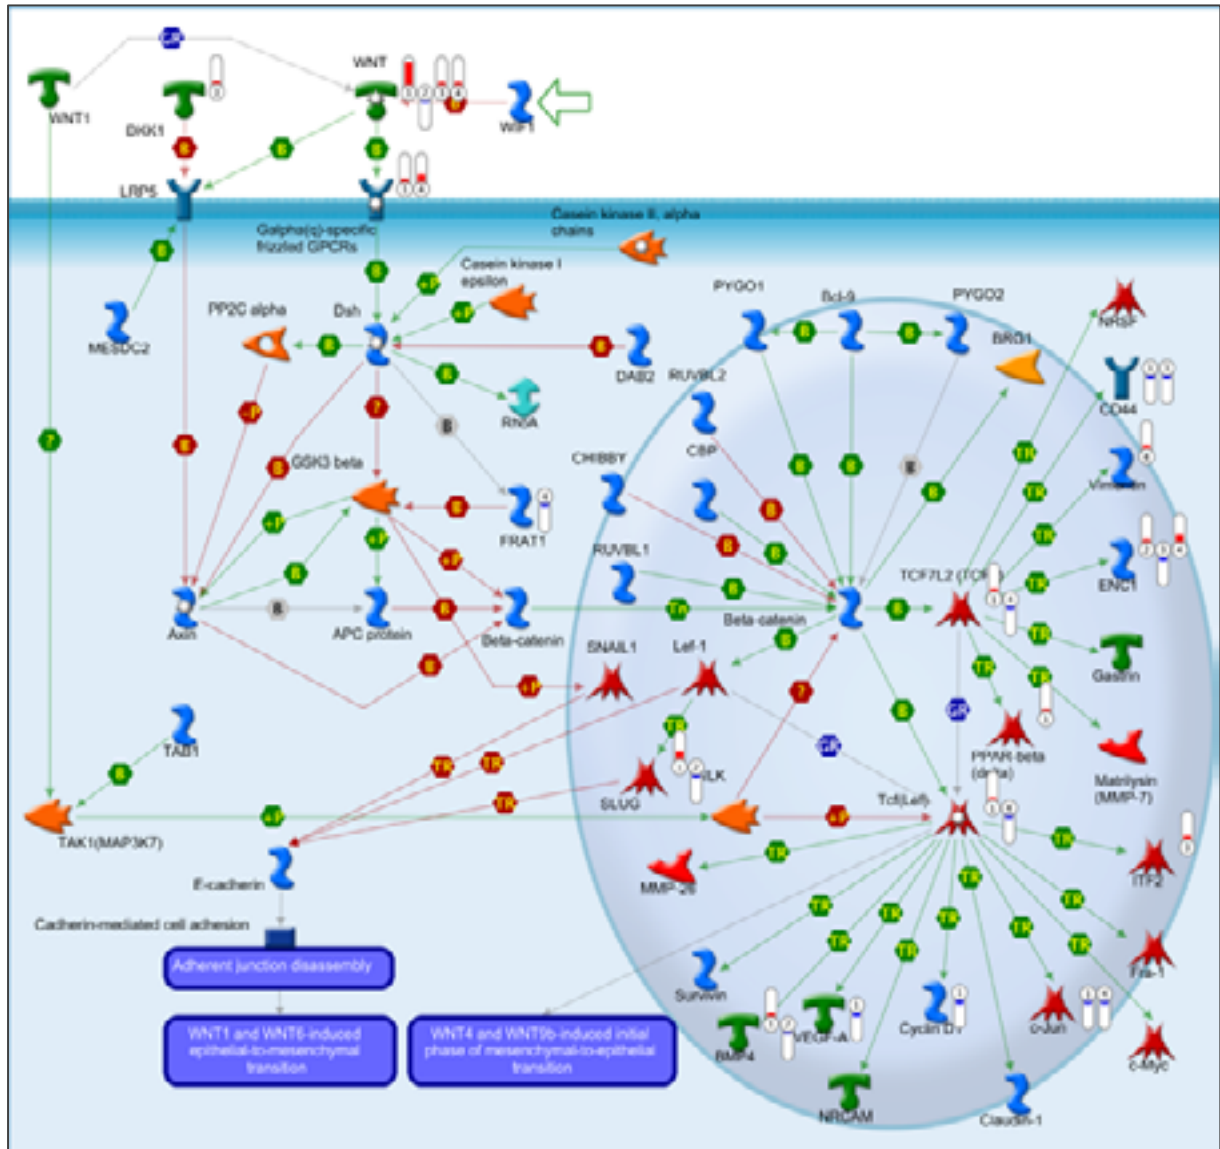 WNT
WNT1
DKK1
WIF1
LRP5
Galpha(q)-specific
frizzled GPCRs
Casein kinase II, alpha
chains
Casein kinase I
epsilon
MESDC2
PP2C alpha
Dsh
DAB2
PYGO1
Bcl-9
PYGO2
NRSF
BRG1
RUVBL2
CD44
CBP
GSK3 beta
CHIBBY
Vimentin
FRAT1
RUVBL1
TCF7L2 (TCF4)
ENC1
Axin
APC protein
Beta-catenin
Beta-catenin
SNAIL1
Lef-1
Gastrin
TAB1
PPAR-beta
(delta)
Matrilysin
(MMP-7)
NLK
SLUG
Tcf(Lef)
TAK1(MAP3K7)
E-cadherin
MMP-26
ITF2
Cadherin-mediated cell adhesion
Adherent junction disassembly
Survivin
Fra-1
WNT1 and WNT6-induced
epithelial-to-mesenchymal
transition
WNT4 and WNT9b-induced initial
phase of mesenchymal-to-epithelial
transition
BMP4
VEGF-A
Cyclin D1
c-Jun
c-Myc
NRCAM
Claudin-1